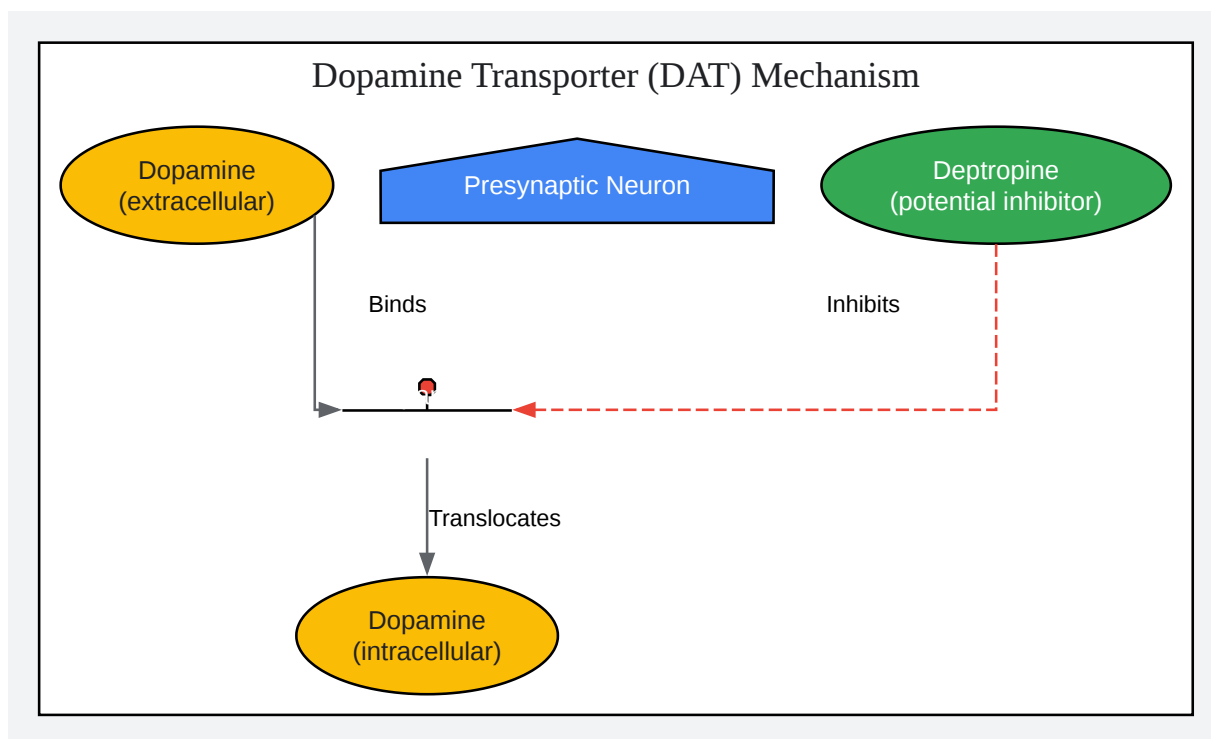 Dopamine Transporter (DAT) Mechanism
Dopamine
(extracellular)
Presynaptic Neuron
Deptropine
(potential inhibitor)
Binds
Inhibits
Translocates
Dopamine
(intracellular)